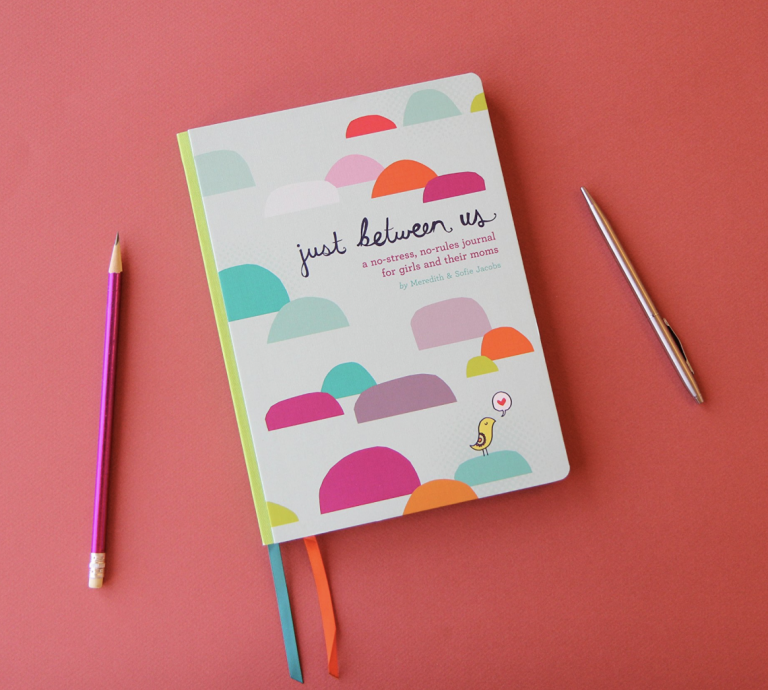 just between us
a no-stress, no-rules journal
for girls and their moms
by Meredith & Sofie Jacobs